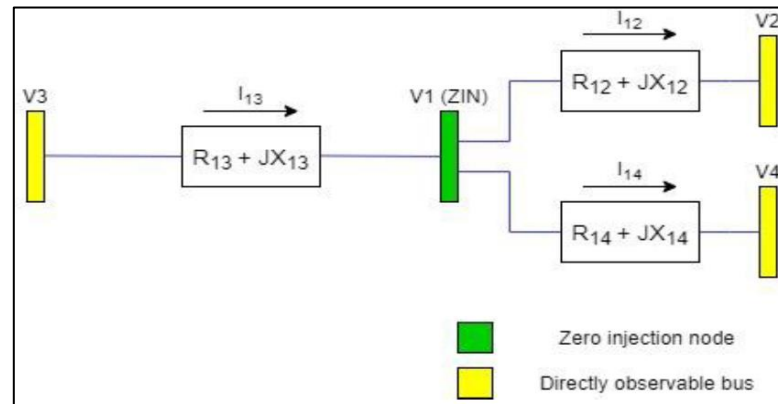 I12
V2
V3
I13
V1 (ZIN)
R12 + JX12
R13 + JX13
I14
V4
R14 + JX14
Zero injection node
Directly observable bus